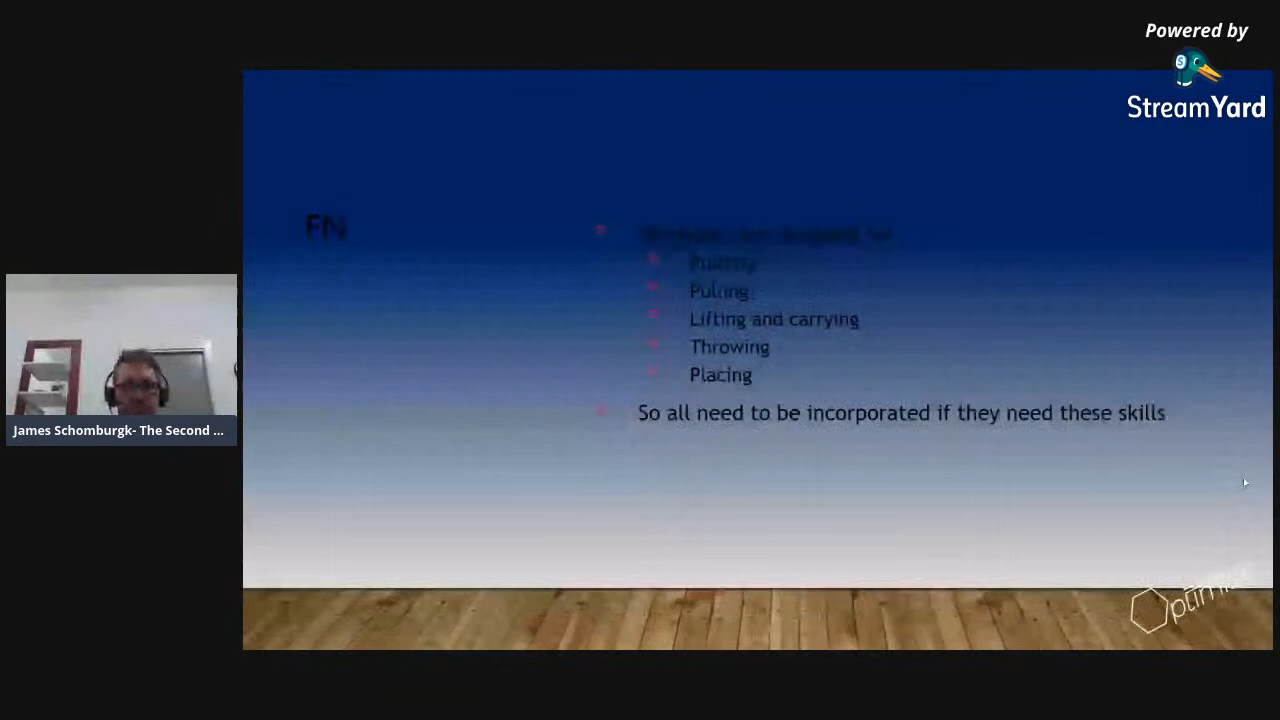 Powered by
StreamYard
FN
Pulling
Lifting and carrying
Throwing
Placing
So all need to be incorporated if they need these skills
James Schomburgk- The Second ...